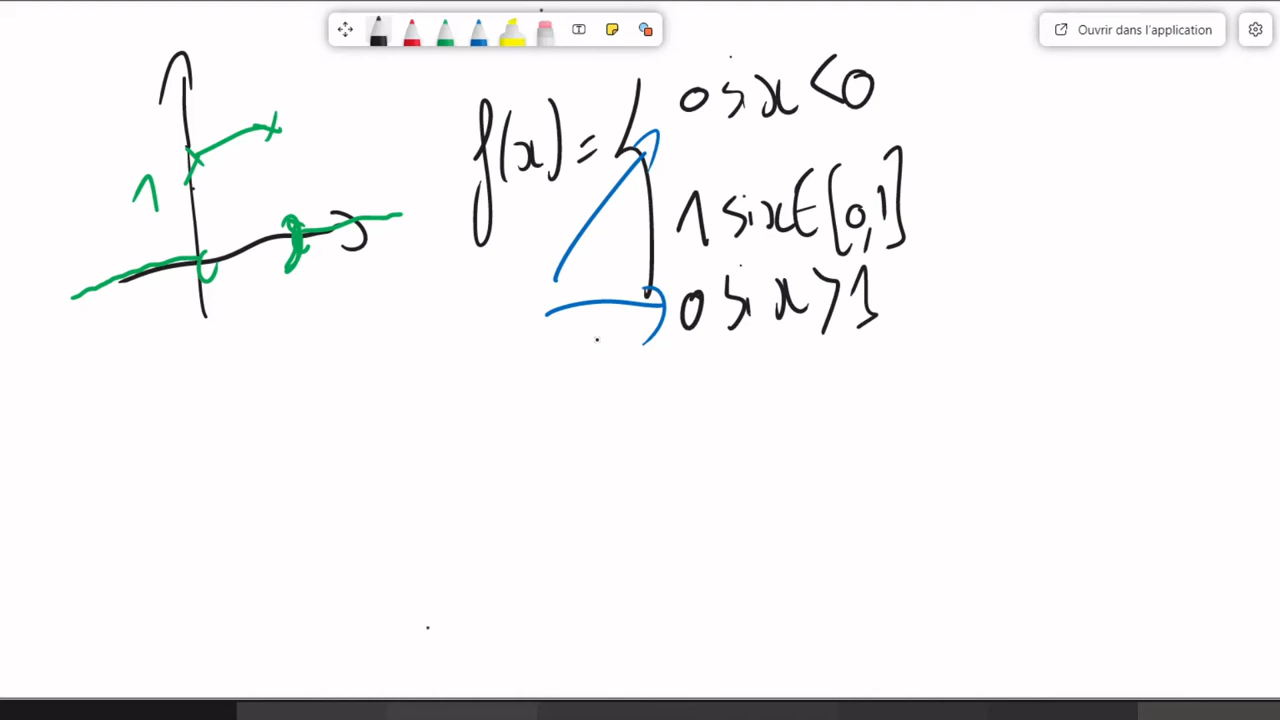 Ouvrir dans l'application
0 si x < 0
f(x) =
1 si x ∈ [0,1]
1
0 si x > 1